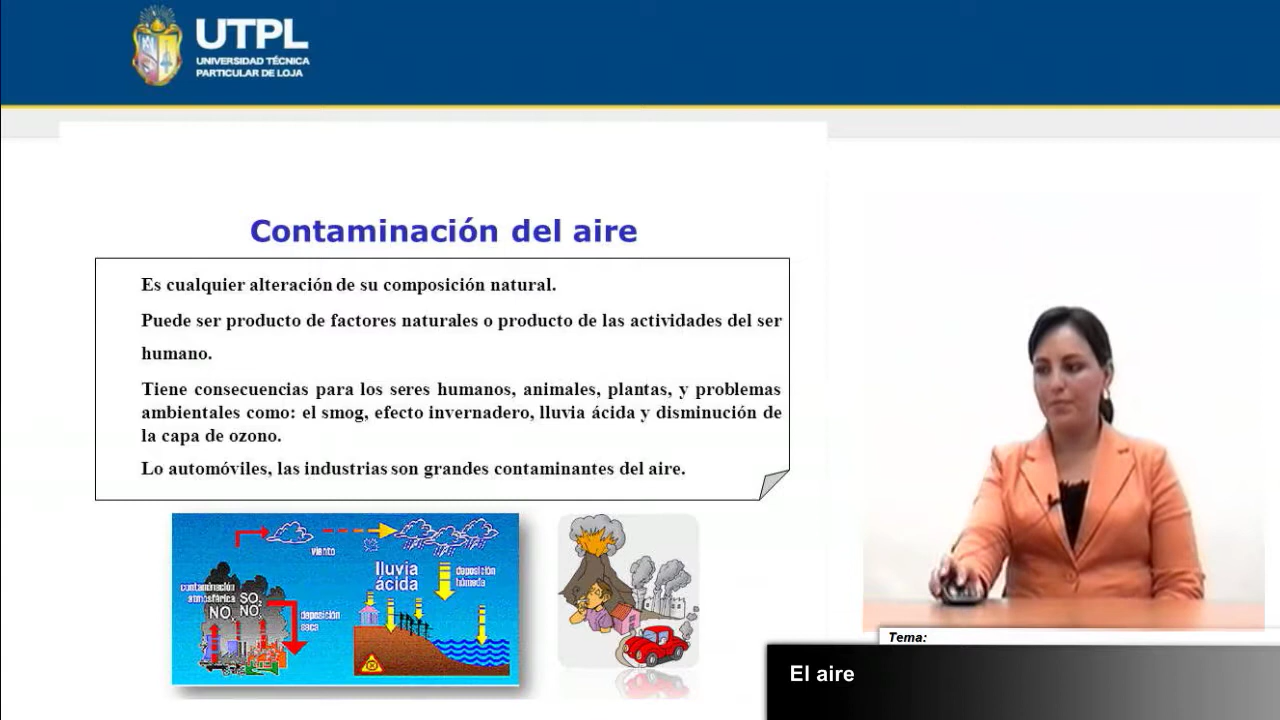 UTPL
UNIVERSIDAD TÉCNICA
PARTICULAR DE LOJA
Contaminación del aire
Es cualquier alteración de su composición natural.
Puede ser producto de factores naturales o producto de las actividades del ser
humano.
Tiene consecuencias para los seres humanos, animales, plantas, y problemas
ambientales como: el smog, efecto invernadero, lluvia ácida y disminución de
la capa de ozono.
Lo automóviles, las industrias son grandes contaminantes del aire.
viento
lluvia
ácida
deposición
húmeda
contaminación
atmosférica
SO
NO
NO
deposición
seca
Tema:
El aire